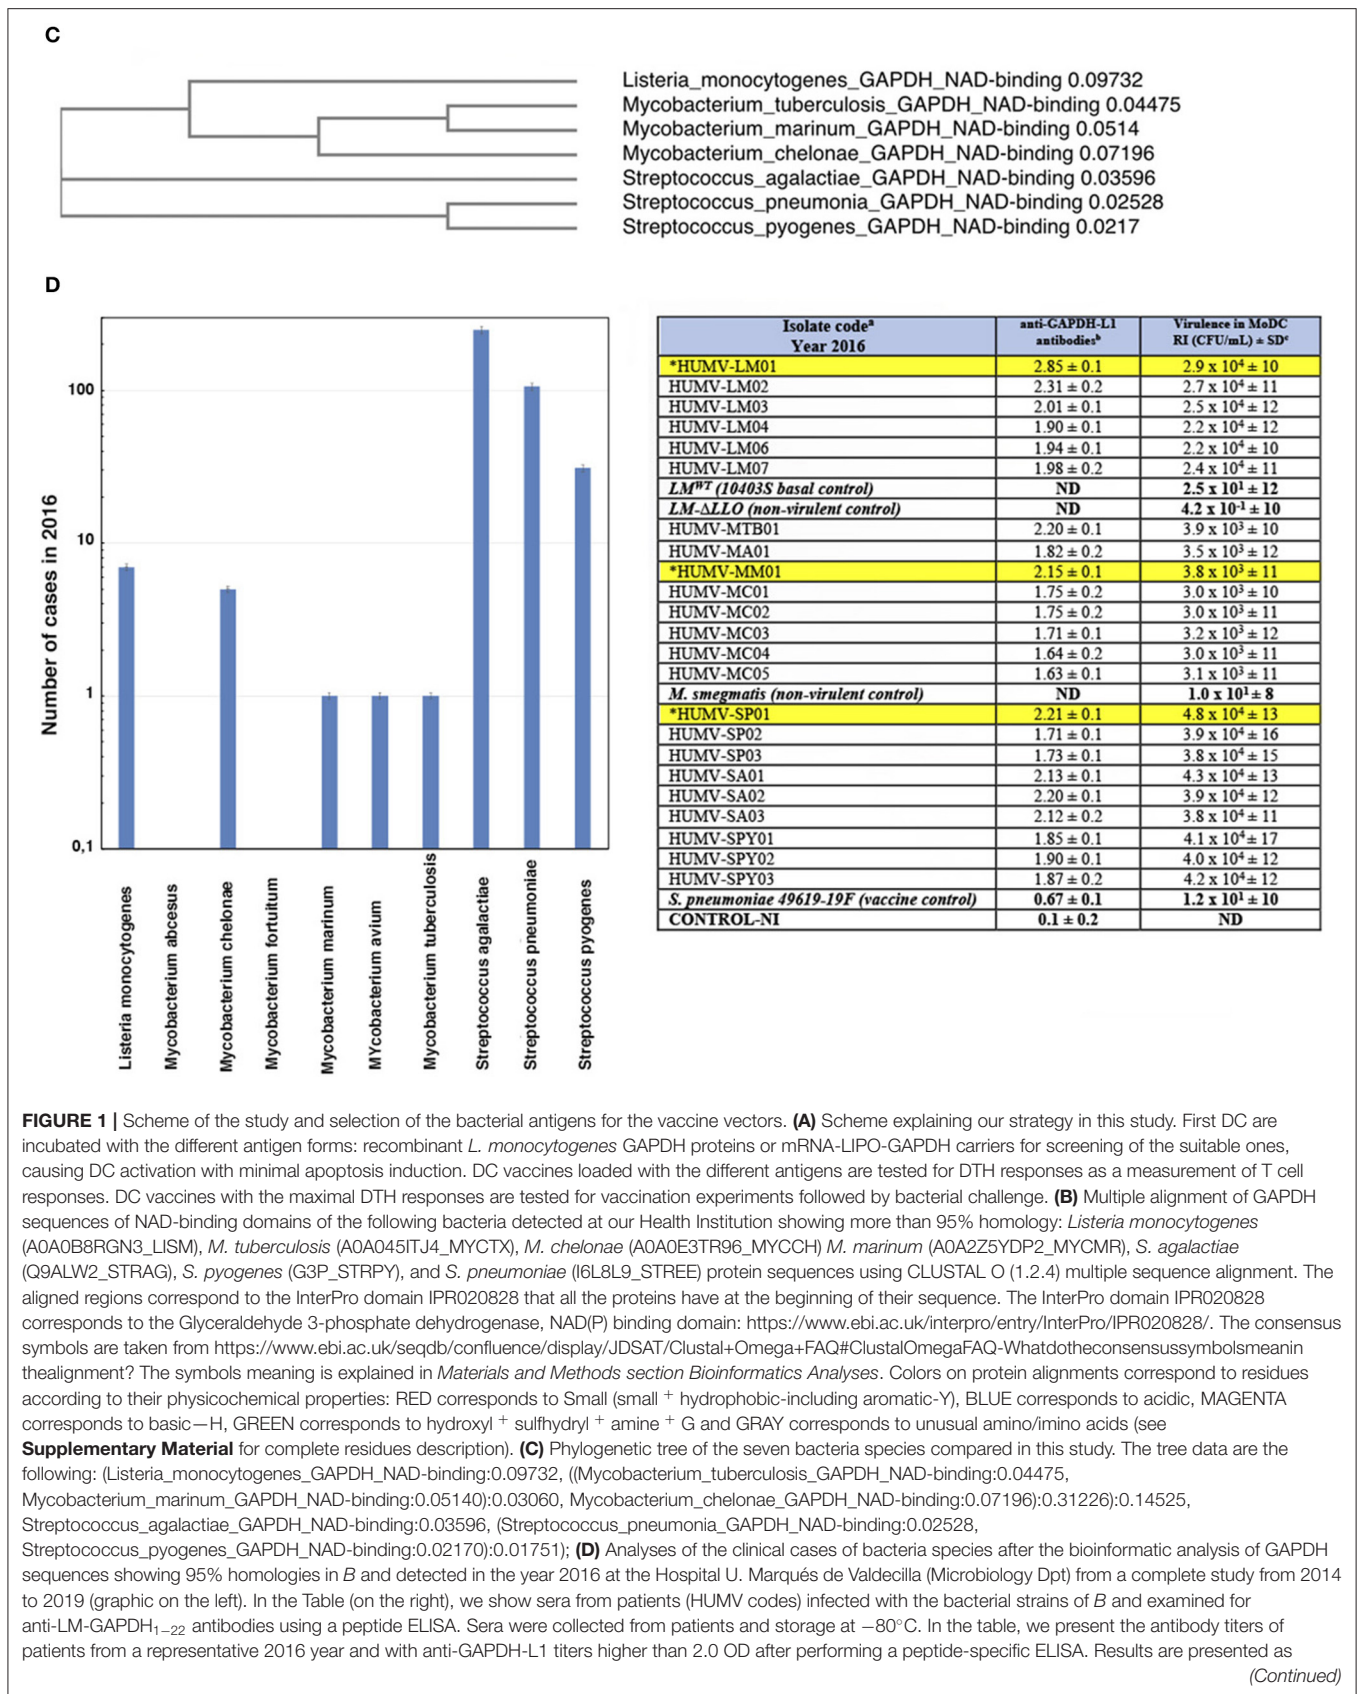 C
Listeria_monocytogenes_GAPDH_NAD-binding 0.09732
Mycobacterium_tuberculosis_GAPDH_NAD-binding 0.04475
Mycobacterium_marinum_GAPDH_NAD-binding 0.0514
Mycobacterium_chelonae_GAPDH_NAD-binding 0.07196
Streptococcus_agalactiae_GAPDH_NAD-binding 0.03596
Streptococcus_pneumonia_GAPDH_NAD-binding 0.02528
Streptococcus_pyogenes_GAPDH_NAD-binding 0.0217
D
Number of cases in 2016
100
10
1
0,1
Listeria monocytogenes
Mycobacterium abcesus
Mycobacterium chelonae
Mycobacterium fortuitum
Mycobacterium marinum
MYcobacterium avium
Mycobacterium tuberculosis
Streptococcus agalactiae
Streptococcus pneumoniae
Streptococcus pyogenes
Isolate codeᵃ Year 2016 anti-GAPDH-L1 antibodiesᵇ Virulence in MoDC RI (CFU/mL) ± SDᶜ
*HUMV-LM01 2.85 ± 0.1 2.9 x 10⁴ ± 10
HUMV-LM02 2.31 ± 0.2 2.7 x 10⁴ ± 11
HUMV-LM03 2.01 ± 0.1 2.5 x 10⁴ ± 12
HUMV-LM04 1.90 ± 0.1 2.2 x 10⁴ ± 12
HUMV-LM06 1.94 ± 0.1 2.2 x 10⁴ ± 10
HUMV-LM07 1.98 ± 0.2 2.4 x 10⁴ ± 11
LMᵂᵀ (10403S basal control) ND 2.5 x 10¹ ± 12
LM-ΔLLO (non-virulent control) ND 4.2 x 10⁻¹ ± 10
HUMV-MTB01 2.20 ± 0.1 3.9 x 10³ ± 10
HUMV-MA01 1.82 ± 0.2 3.5 x 10³ ± 12
*HUMV-MM01 2.15 ± 0.1 3.8 x 10³ ± 11
HUMV-MC01 1.75 ± 0.2 3.0 x 10³ ± 10
HUMV-MC02 1.75 ± 0.2 3.0 x 10³ ± 11
HUMV-MC03 1.71 ± 0.1 3.2 x 10³ ± 12
HUMV-MC04 1.64 ± 0.2 3.0 x 10³ ± 11
HUMV-MC05 1.63 ± 0.1 3.1 x 10³ ± 11
M. smegmatis (non-virulent control) ND 1.0 x 10¹ ± 8
*HUMV-SP01 2.21 ± 0.1 4.8 x 10⁴ ± 13
HUMV-SP02 1.71 ± 0.1 3.9 x 10⁴ ± 16
HUMV-SP03 1.73 ± 0.1 3.8 x 10⁴ ± 15
HUMV-SA01 2.13 ± 0.1 4.3 x 10⁴ ± 13
HUMV-SA02 2.20 ± 0.1 3.9 x 10⁴ ± 12
HUMV-SA03 2.12 ± 0.2 3.8 x 10⁴ ± 11
HUMV-SPY01 1.85 ± 0.1 4.1 x 10⁴ ± 17
HUMV-SPY02 1.90 ± 0.1 4.0 x 10⁴ ± 12
HUMV-SPY03 1.87 ± 0.2 4.2 x 10⁴ ± 12
S. pneumoniae 49619-19F (vaccine control) 0.67 ± 0.1 1.2 x 10¹ ± 10
CONTROL-NI 0.1 ± 0.2 ND
FIGURE 1 | Scheme of the study and selection of the bacterial antigens for the vaccine vectors. (A) Scheme explaining our strategy in this study. First DC are
incubated with the different antigen forms: recombinant L. monocytogenes GAPDH proteins or mRNA-LIPO-GAPDH carriers for screening of the suitable ones,
causing DC activation with minimal apoptosis induction. DC vaccines loaded with the different antigens are tested for DTH responses as a measurement of T cell
responses. DC vaccines with the maximal DTH responses are tested for vaccination experiments followed by bacterial challenge. (B) Multiple alignment of GAPDH
sequences of NAD-binding domains of the following bacteria detected at our Health Institution showing more than 95% homology: Listeria monocytogenes
(A0A0B8RGN3_LISM), M. tuberculosis (A0A045ITJ4_MYCTX), M. chelonae (A0A0E3TR96_MYCCH) M. marinum (A0A2Z5YDP2_MYCMR), S. agalactiae
(Q9ALW2_STRAG), S. pyogenes (G3P_STRPY), and S. pneumoniae (I6L8L9_STREE) protein sequences using CLUSTAL O (1.2.4) multiple sequence alignment. The
aligned regions correspond to the InterPro domain IPR020828 that all the proteins have at the beginning of their sequence. The InterPro domain IPR020828
corresponds to the Glyceraldehyde 3-phosphate dehydrogenase, NAD(P) binding domain: https://www.ebi.ac.uk/interpro/entry/InterPro/IPR020828/. The consensus
symbols are taken from https://www.ebi.ac.uk/seqdb/confluence/display/JDSAT/Clustal+Omega+FAQ#ClustalOmegaFAQ-Whatdotheconsensussymbolsmeanin
thealignment? The symbols meaning is explained in Materials and Methods section Bioinformatics Analyses. Colors on protein alignments correspond to residues
according to their physicochemical properties: RED corresponds to Small (small ⁺ hydrophobic-including aromatic-Y), BLUE corresponds to acidic, MAGENTA
corresponds to basic—H, GREEN corresponds to hydroxyl ⁺ sulfhydryl ⁺ amine ⁺ G and GRAY corresponds to unusual amino/imino acids (see
Supplementary Material for complete residues description). (C) Phylogenetic tree of the seven bacteria species compared in this study. The tree data are the
following: (Listeria_monocytogenes_GAPDH_NAD-binding:0.09732, ((Mycobacterium_tuberculosis_GAPDH_NAD-binding:0.04475,
Mycobacterium_marinum_GAPDH_NAD-binding:0.05140):0.03060, Mycobacterium_chelonae_GAPDH_NAD-binding:0.07196):0.31226):0.14525,
Streptococcus_agalactiae_GAPDH_NAD-binding:0.03596, (Streptococcus_pneumonia_GAPDH_NAD-binding:0.02528,
Streptococcus_pyogenes_GAPDH_NAD-binding:0.02170):0.01751); (D) Analyses of the clinical cases of bacteria species after the bioinformatic analysis of GAPDH
sequences showing 95% homologies in B and detected in the year 2016 at the Hospital U. Marqués de Valdecilla (Microbiology Dpt) from a complete study from 2014
to 2019 (graphic on the left). In the Table (on the right), we show sera from patients (HUMV codes) infected with the bacterial strains of B and examined for
anti-LM-GAPDH₁₋₂₂ antibodies using a peptide ELISA. Sera were collected from patients and storage at −80°C. In the table, we present the antibody titers of
patients from a representative 2016 year and with anti-GAPDH-L1 titers higher than 2.0 OD after performing a peptide-specific ELISA. Results are presented as
(Continued)